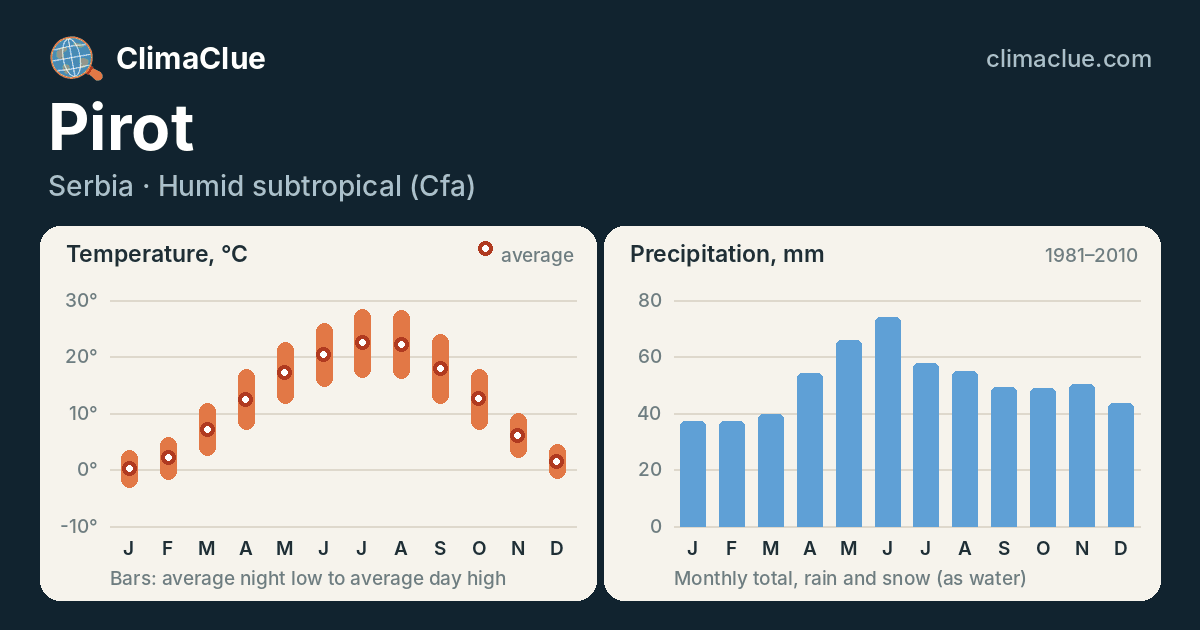 ClimaClue
climaclue.com
Pirot
Serbia · Humid subtropical (Cfa)
Temperature, °C
average
30°
20°
10°
0°
-10°
J F M A M J J A S O N D
Bars: average night low to average day high
Precipitation, mm
1981–2010
80
60
40
20
0
J F M A M J J A S O N D
Monthly total, rain and snow (as water)